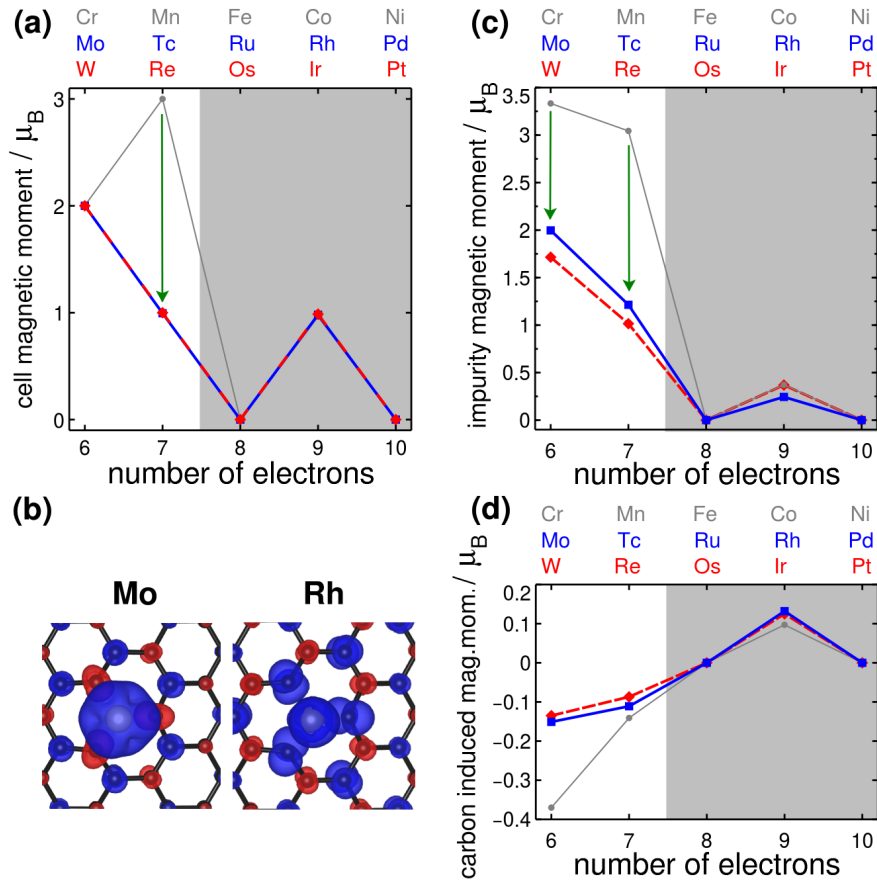 (a)
Cr Mn Fe Co Ni
Mo Tc Ru Rh Pd
W Re Os Ir Pt
cell magnetic moment / μB
3
2
1
0
6 7 8 9 10
number of electrons
(c)
Cr Mn Fe Co Ni
Mo Tc Ru Rh Pd
W Re Os Ir Pt
impurity magnetic moment / μB
3.5
3
2.5
2
1.5
1
0.5
0
6 7 8 9 10
number of electrons
(b)
Mo Rh
(d)
Cr Mn Fe Co Ni
Mo Tc Ru Rh Pd
W Re Os Ir Pt
carbon induced mag.mom./ μB
0.2
0.1
0
-0.1
-0.2
-0.3
-0.4
6 7 8 9 10
number of electrons